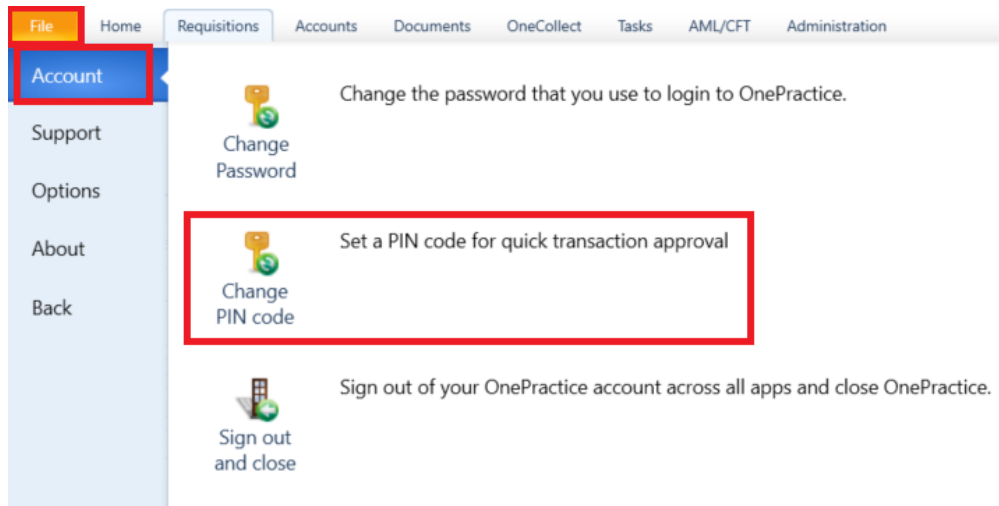 File Home Requisitions Accounts Documents OneCollect Tasks AML/CFT Administration
Account
Support
Options
About
Back
Change the password that you use to login to OnePractice.
Change
Password
Set a PIN code for quick transaction approval
Change
PIN code
Sign out of your OnePractice account across all apps and close OnePractice.
Sign out
and close